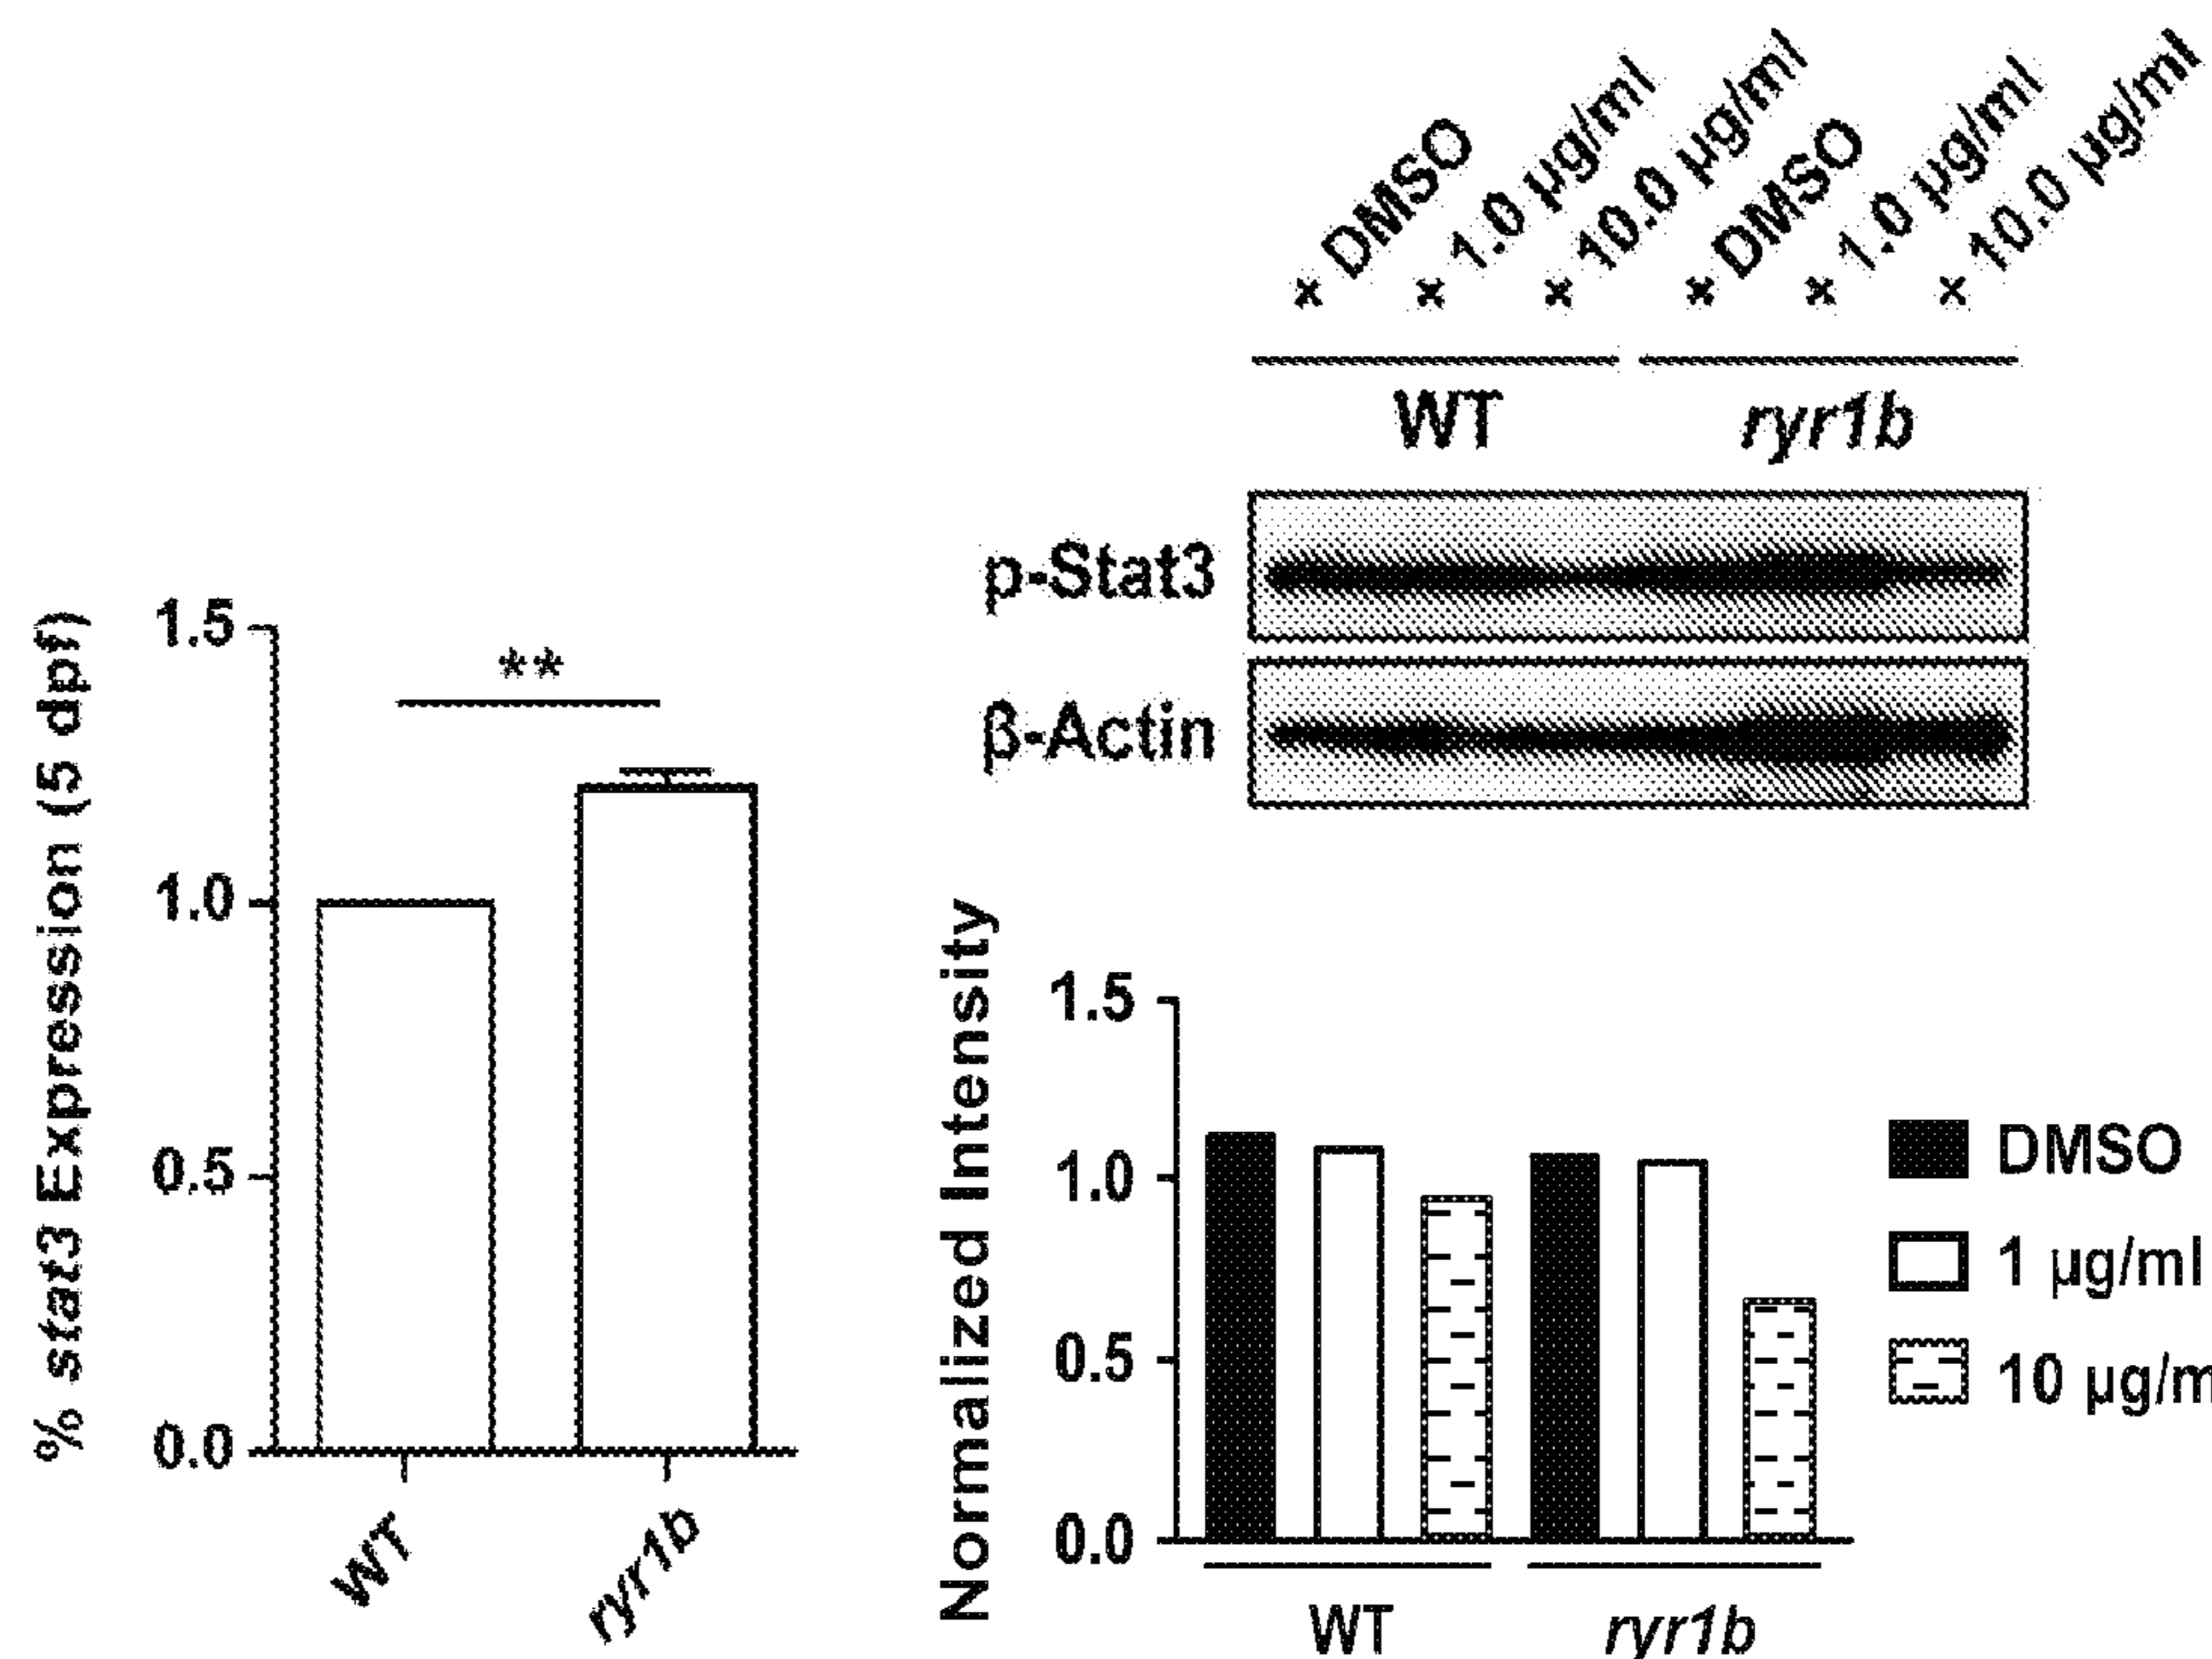 % stat3 Expression (5 dpf)
1.5
1.0
0.5
0.0
**
WT
ryr1b
* DMSO
* 1.0 µg/ml
* 10.0 µg/ml
* DMSO
* 1.0 µg/ml
* 10.0 µg/ml
WT
ryr1b
p-Stat3
β-Actin
Normalized Intensity
1.5
1.0
0.5
0.0
WT
ryr1b
DMSO
1 µg/ml
10 µg/m